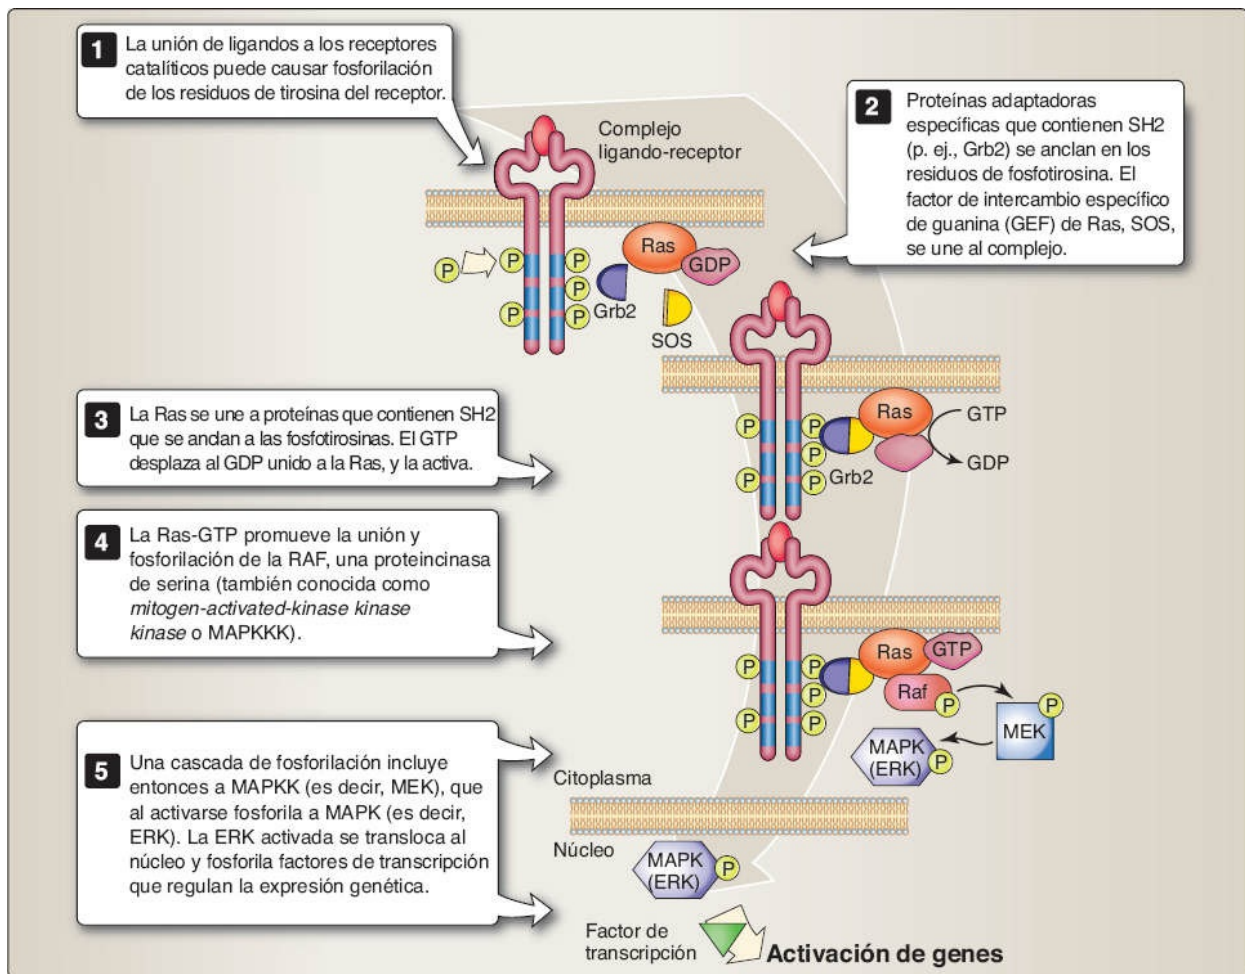 1
La unión de ligandos a los receptores
catalíticos puede causar fosforilación
de los residuos de tirosina del receptor.
Complejo
ligando-receptor
2
Proteínas adaptadoras
específicas que contienen SH2
(p. ej., Grb2) se anclan en los
residuos de fosfotirosina. El
factor de intercambio específico
de guanina (GEF) de Ras, SOS,
se une al complejo.
P
P
P
P
P
P
Ras
GDP
Grb2
SOS
3
La Ras se une a proteínas que contienen SH2
que se anclan a las fosfotirosinas. El GTP
desplaza al GDP unido a la Ras, y la activa.
P
P
P
P
P
Ras
Grb2
GTP
GDP
4
La Ras-GTP promueve la unión y
fosforilación de la RAF, una proteincinasa
de serina (también conocida como
mitogen-activated-kinase kinase
kinase o MAPKKK).
P
P
P
P
P
Ras
GTP
Raf
P
P
MEK
MAPK
(ERK)
P
5
Una cascada de fosforilación incluye
entonces a MAPKK (es decir, MEK), que
al activarse fosforila a MAPK (es decir,
ERK). La ERK activada se transloca al
núcleo y fosforila factores de transcripción
que regulan la expresión genética.
Citoplasma
Núcleo
MAPK
(ERK)
P
Factor de
transcripción
Activación de genes